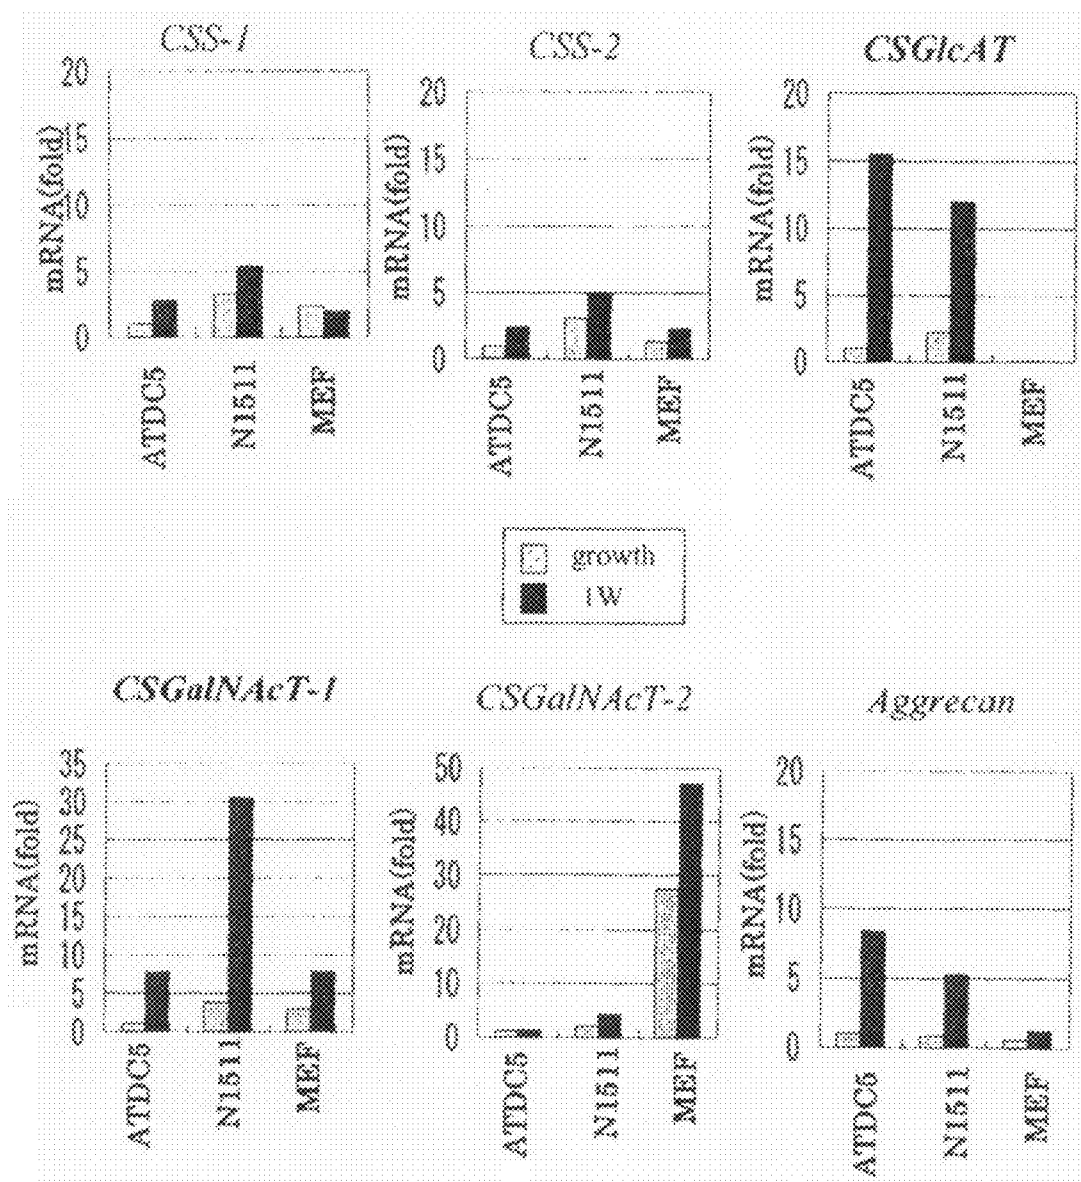 CSS-1
CSS-2
CSGlcAT
mRNA(fold)
20
15
10
5
0
ATDC5
N1511
MEF
mRNA(fold)
20
15
10
5
0
ATDC5
N1511
MEF
mRNA(fold)
20
15
10
5
0
ATDC5
N1511
MEF
growth
1W
CSGalNAcT-1
CSGalNAcT-2
Aggrecan
mRNA(fold)
35
30
25
20
15
10
5
0
ATDC5
N1511
MEF
mRNA(fold)
50
40
30
20
10
0
ATDC5
N1511
MEF
mRNA(fold)
20
15
10
5
0
ATDC5
N1511
MEF